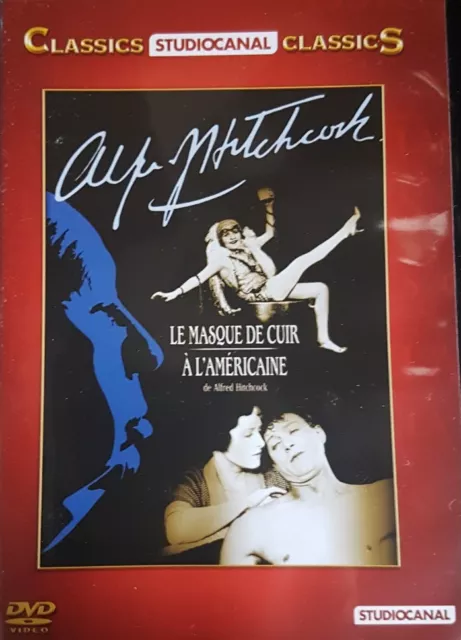 CLASSICS STUDIOCANAL CLASSICS
Alfred Hitchcock
LE MASQUE DE CUIR
À L'AMÉRICAINE
de Alfred Hitchcock
DVD
VIDEO
STUDIOCANAL